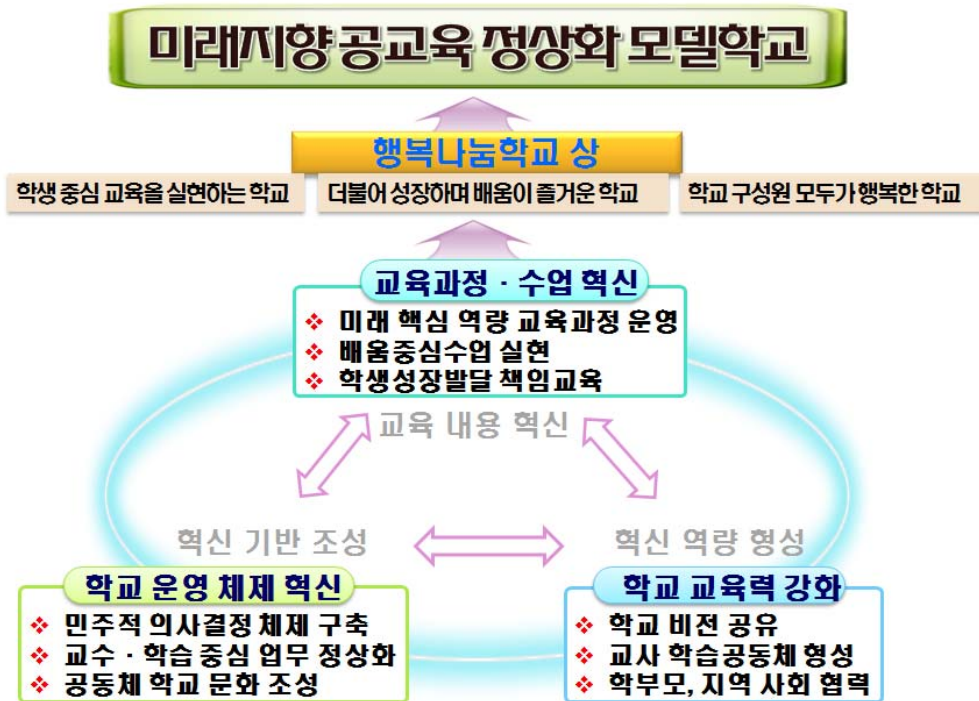 미래지향 공교육 정상화 모델학교
행복나눔학교 상
학생 중심 교육을 실현하는 학교
더불어 성장하며 배움이 즐거운 학교
학교 구성원 모두가 행복한 학교
교육과정 · 수업 혁신
❖ 미래 핵심 역량 교육과정 운영
❖ 배움중심수업 실현
❖ 학생성장발달 책임교육
교육 내용 혁신
혁신 기반 조성
혁신 역량 형성
학교 운영 체제 혁신
❖ 민주적 의사결정 체제 구축
❖ 교수 · 학습 중심 업무 정상화
❖ 공동체 학교 문화 조성
학교 교육력 강화
❖ 학교 비전 공유
❖ 교사 학습공동체 형성
❖ 학부모, 지역 사회 협력